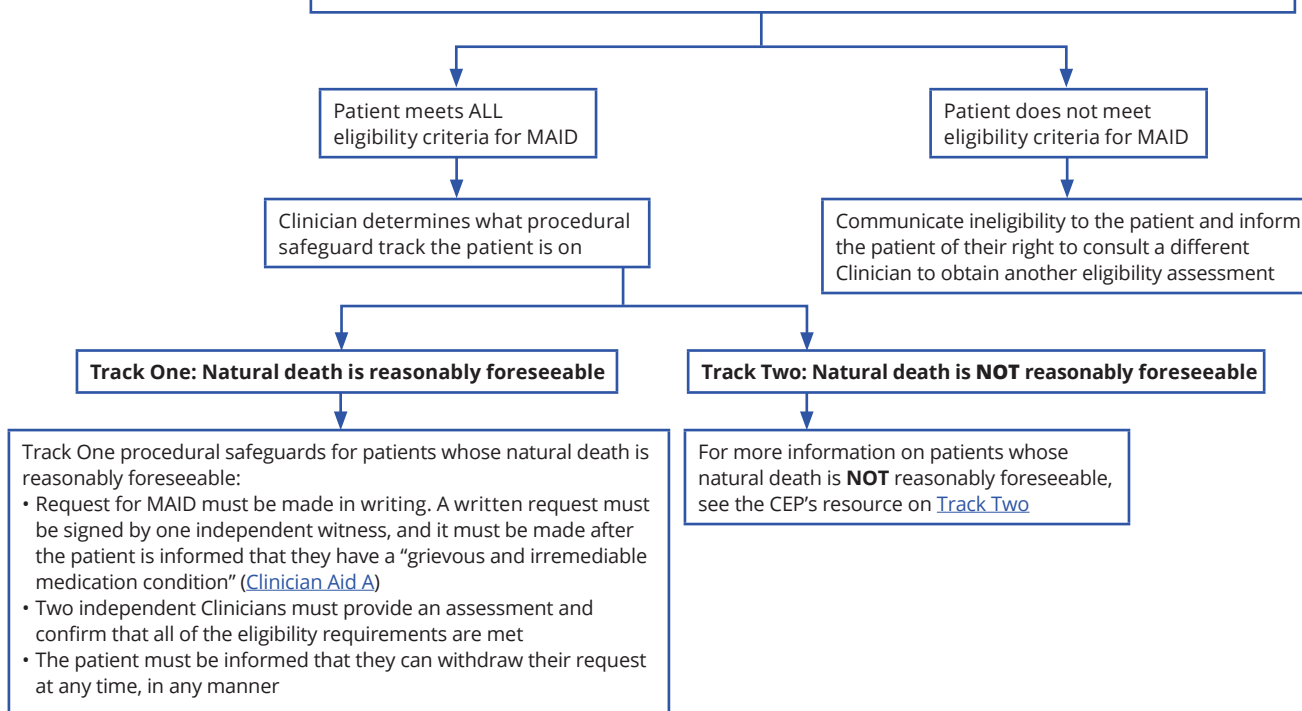 Patient meets ALL
eligibility criteria for MAID
Patient does not meet
eligibility criteria for MAID
Clinician determines what procedural
safeguard track the patient is on
Communicate ineligibility to the patient and inform
the patient of their right to consult a different
Clinician to obtain another eligibility assessment
Track One: Natural death is reasonably foreseeable
Track Two: Natural death is NOT reasonably foreseeable
Track One procedural safeguards for patients whose natural death is
reasonably foreseeable:
• Request for MAID must be made in writing. A written request must
be signed by one independent witness, and it must be made after
the patient is informed that they have a “grievous and irremediable
medication condition” (Clinician Aid A)
• Two independent Clinicians must provide an assessment and
confirm that all of the eligibility requirements are met
• The patient must be informed that they can withdraw their request
at any time, in any manner
For more information on patients whose
natural death is NOT reasonably foreseeable,
see the CEP’s resource on Track Two